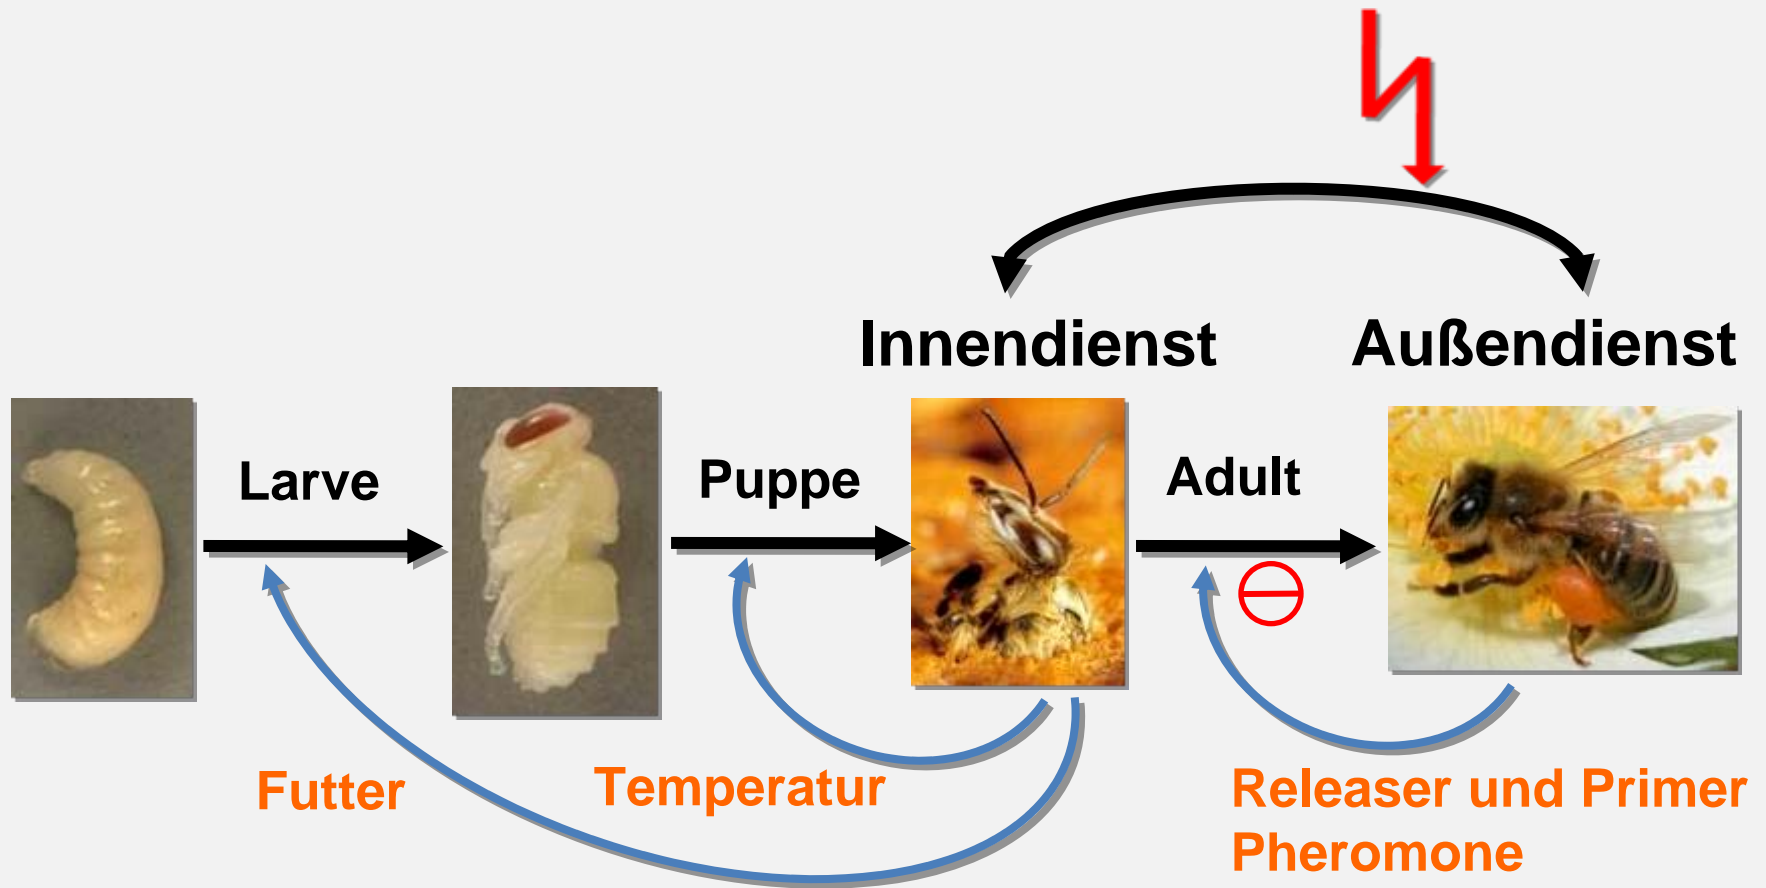 Innendienst
Außendienst
Larve
Puppe
Adult
Futter
Temperatur
Releaser und Primer
Pheromone